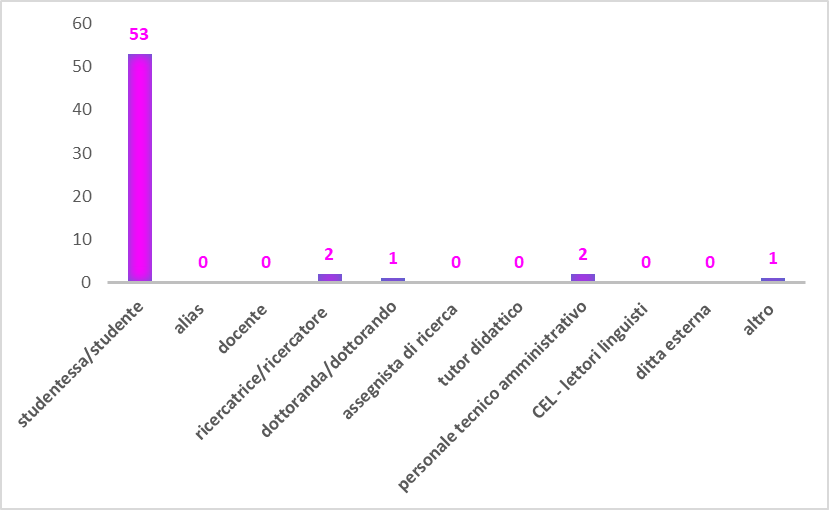 60
50
40
30
20
10
0
53
0
0
2
1
0
0
2
0
0
1
studentessa/studente
alias
docente
ricercatrice/ricercatore
dottoranda/dottorando
assegnista di ricerca
tutor didattico
personale tecnico amministrativo
CEL - lettori linguisti
ditta esterna
altro